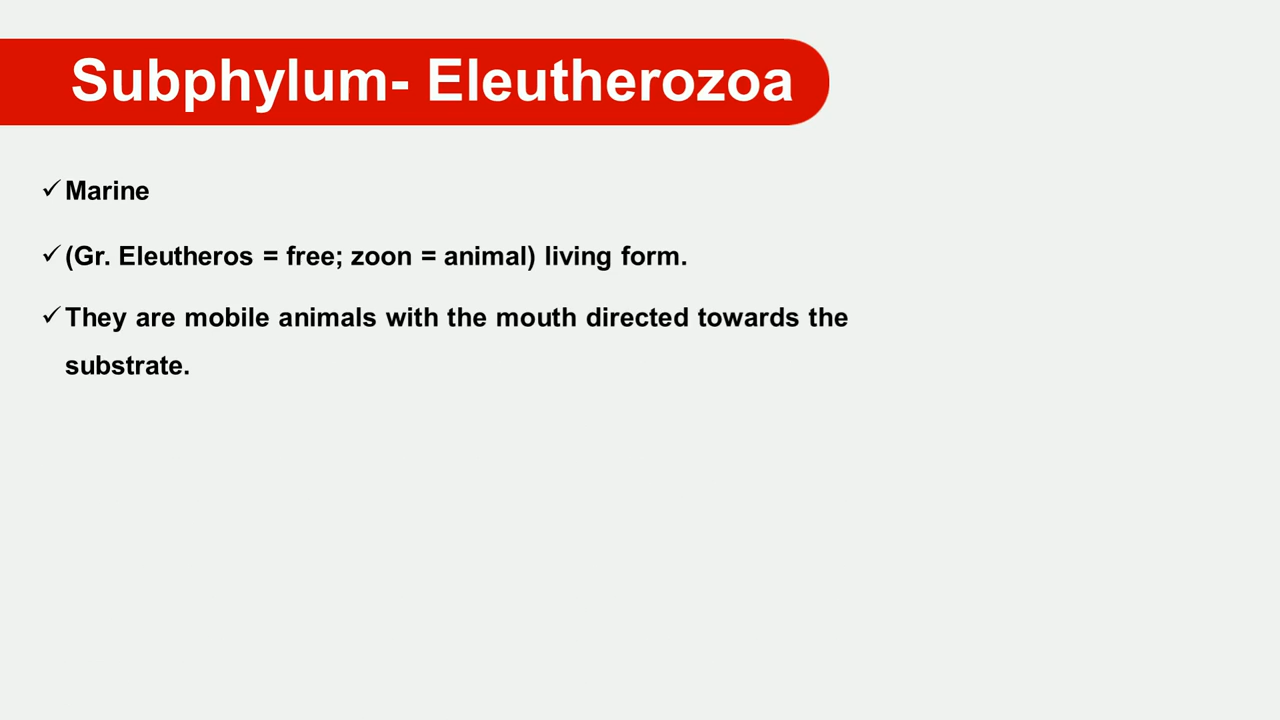 Subphylum- Eleutherozoa
✓Marine
✓(Gr. Eleutheros = free; zoon = animal) living form.
✓They are mobile animals with the mouth directed towards the
substrate.